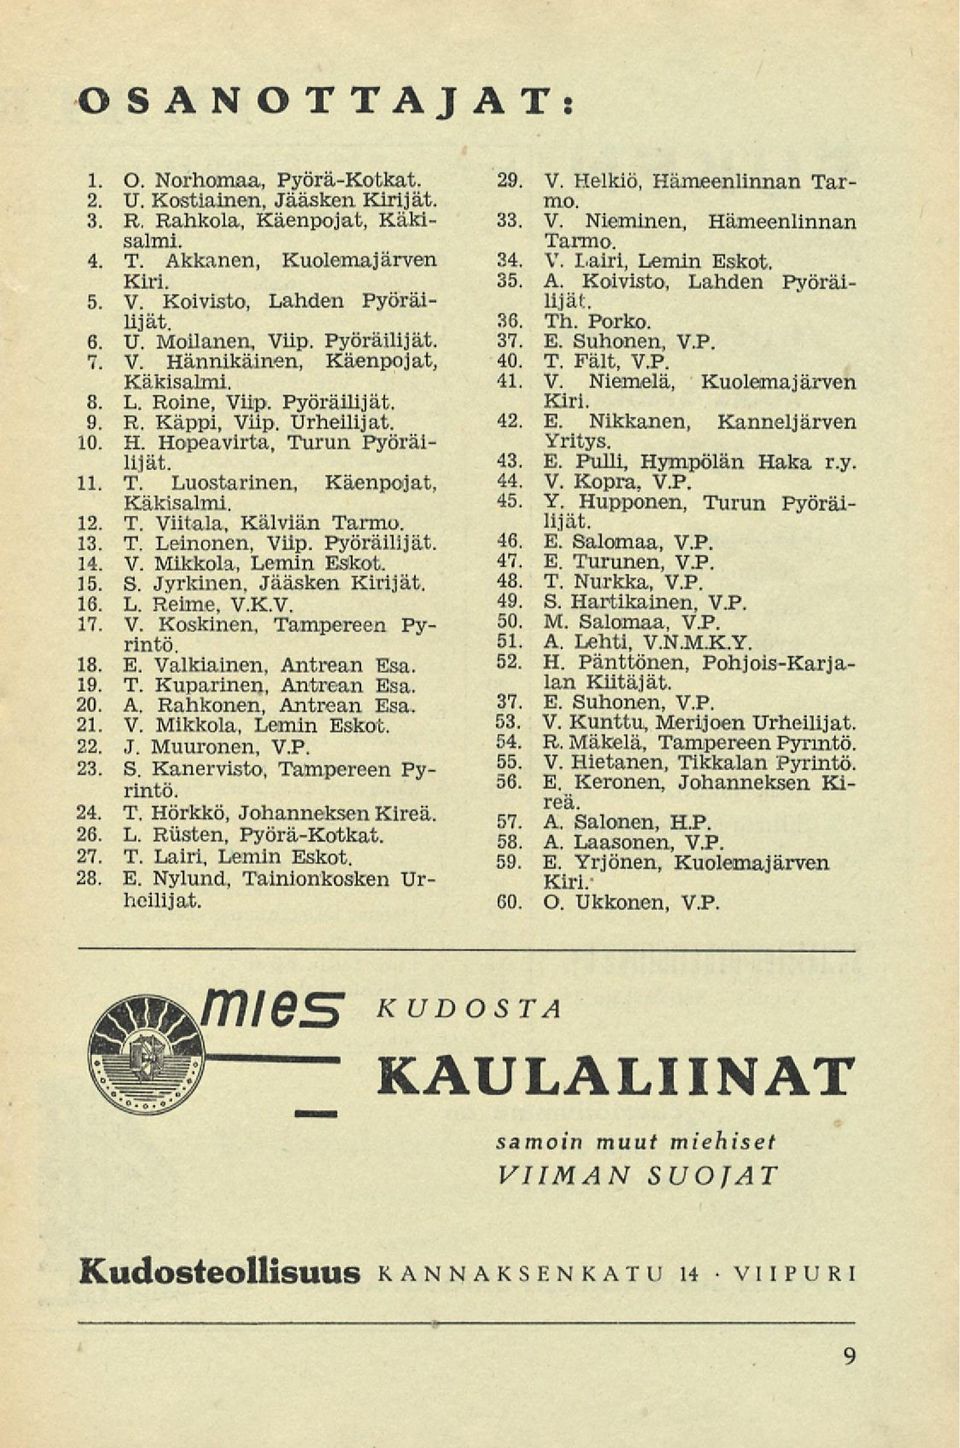 OSANOTTAJAT:
1. O. Norhomaa, Pyörä-Kotkat.
2. U. Kostiainen, Jääsken Kirijät.
3. R. Rahkola, Käenpojat, Käki-
salmi.
4. T. Akkanen, Kuolemajärven
Kiri.
5. V. Koivisto, Lahden Pyöräi-
lijät.
6. U. Moilanen, Viip. Pyöräilijät.
7. V. Hännikäinen, Käenpojat,
Käkisalmi.
8. L. Roine, Viip. Pyöräilijät.
9. R. Käppi, Viip. Urheilijat.
10. H. Hopeavirta, Turun Pyöräi-
lijät.
11. T. Luostarinen, Käenpojat,
Käkisalmi.
12. T. Viitala, Kälviän Tarmo.
13. T. Leinonen, Viip. Pyöräilijät.
14. V. Mikkola, Lemin Eskot.
15. S. Jyrkinen, Jääsken Kirijät.
16. L. Reime, V.K.V.
17. V. Koskinen, Tampereen Py-
rintö.
18. E. Valkiainen, Antrean Esa.
19. T. Kuparinen, Antrean Esa.
20. A. Rahkonen, Antrean Esa.
21. V. Mikkola, Lemin Eskot.
22. J. Muuronen, V.P.
23. S. Kanervisto, Tampereen Py-
rintö.
24. T. Hörkkö, Johanneksen Kireä.
26. L. Rüsten, Pyörä-Kotkat.
27. T. Lairi, Lemin Eskot.
28. E. Nylund, Tainionkosken Ur-
heilijat.
29. V. Helkiö, Hämeenlinnan Tar-
mo.
33. V. Nieminen, Hämeenlinnan
Tarmo.
34. V. Lairi, Lemin Eskot.
35. A. Koivisto, Lahden Pyöräi-
lijät.
36. Th. Porko.
37. E. Suhonen, V.P.
40. T. Fält, V.P.
41. V. Niemelä, Kuolemajärven
Kiri.
42. E. Nikkanen, Kanneljärven
Yritys.
43. E. Pulli, Hympölän Haka r.y.
44. V. Kopra, V.P.
45. Y. Hupponen, Turun Pyöräi-
lijät.
46. E. Salomaa, V.P.
47. E. Turunen, V.P.
48. T. Nurkka, V.P.
49. S. Hartikainen, V.P.
50. M. Salomaa, V.P.
51. A. Lehti, V.N.M.K.Y.
52. H. Pänttönen, Pohjois-Karja-
lan Kiitäjät.
37. E. Suhonen, V.P.
53. V. Kunttu, Merijoen Urheilijat.
54. R. Mäkelä, Tampereen Pyrintö.
55. V. Hietanen, Tikkalan Pyrintö.
56. E. Keronen, Johanneksen Ki-
reä.
57. A. Salonen, H.P.
58. A. Laasonen, V.P.
59. E. Yrjönen, Kuolemajärven
Kiri.
60. O. Ukkonen, V.P.
mies KUDOSTA
KAULALIINAT
samoin muut miehiset
VIIMAN SUOJAT
Kudosteollisuus KANNAKSENKATU 14 · VIIPURI
9